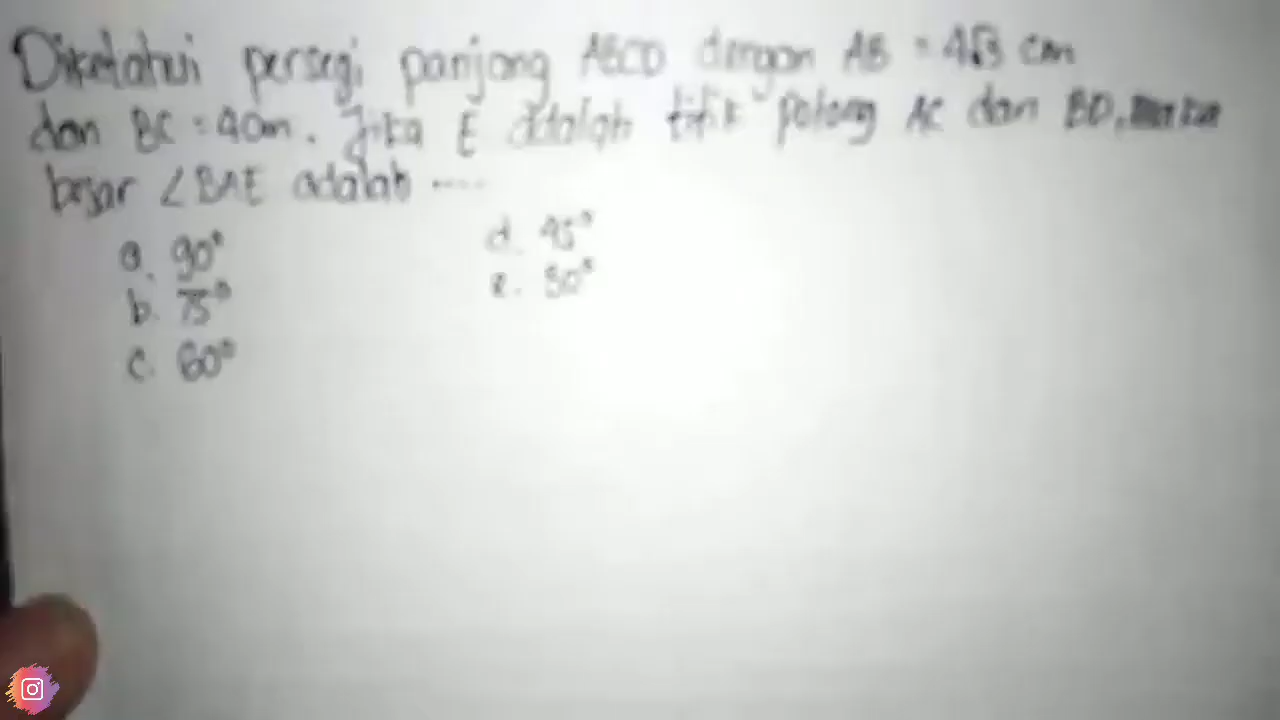 Diketahui persegi panjang ABCD dengan AB = 4√3 cm
dan BC = 4cm. Jika E adalah titik potong AC dan BD, maka
besar ∠BAE adalah ....
a. 90°
b. 75°
c. 60°
d. 45°
e. 30°